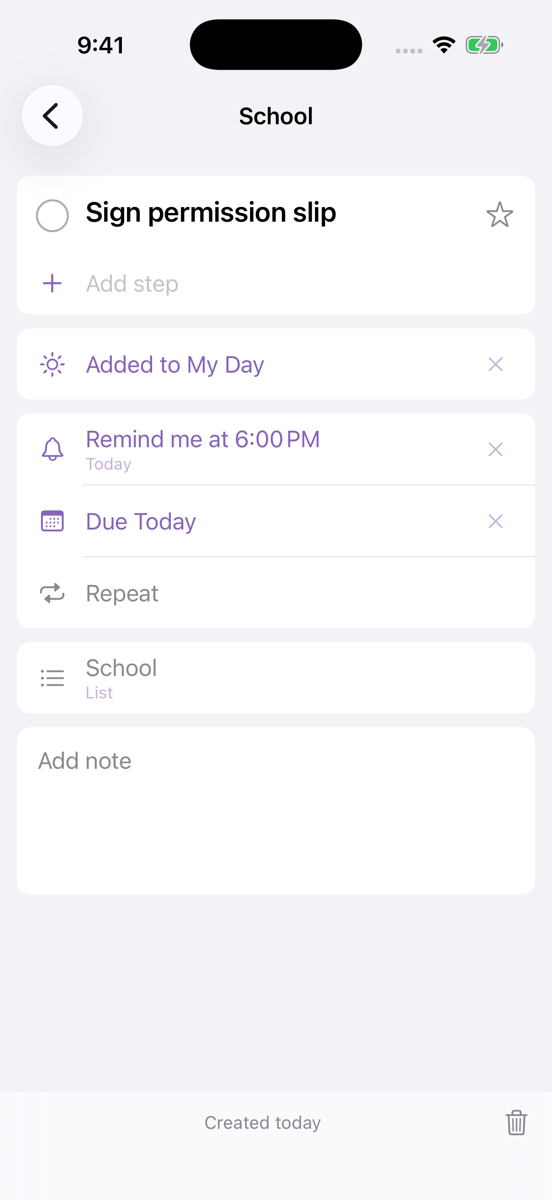 9:41
School
Sign permission slip
Add step
Added to My Day
Remind me at 6:00 PM
Today
Due Today
Repeat
School
List
Add note
Created today